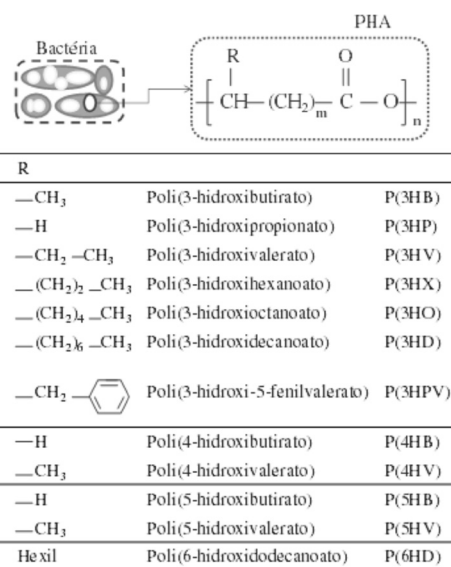 PHA
Bactéria
R O
CH—(CH₂)m—C—O n
R
—CH₃ Poli(3-hidroxibutirato) P(3HB)
—H Poli(3-hidroxipropionato) P(3HP)
—CH₂—CH₃ Poli(3-hidroxivalerato) P(3HV)
—(CH₂)₂—CH₃ Poli(3-hidroxihexanoato) P(3HX)
—(CH₂)₄—CH₃ Poli(3-hidroxioctanoato) P(3HO)
—(CH₂)₆—CH₃ Poli(3-hidroxidecanoato) P(3HD)
—CH₂— Poli(3-hidroxi-5-fenilvalerato) P(3HPV)
—H Poli(4-hidroxibutirato) P(4HB)
—CH₃ Poli(4-hidroxivalerato) P(4HV)
—H Poli(5-hidroxibutirato) P(5HB)
—CH₃ Poli(5-hidroxivalerato) P(5HV)
Hexil Poli(6-hidroxidodecanoato) P(6HD)